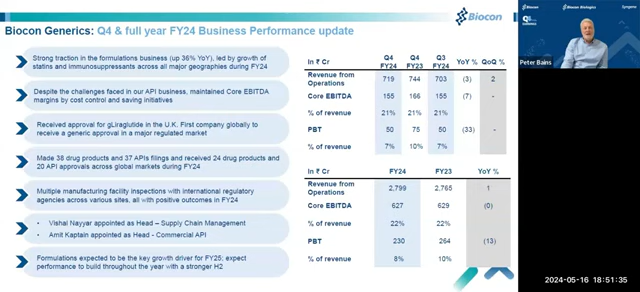 Biocon Generics: Q4 & full year FY24 Business Performance update
Biocon
Strong traction in the formulations business (up 36% YoY), led by growth of
statins and immunosuppressants across all major geographies during FY24
Despite the challenges faced in our API business, maintained Core EBITDA
margins by cost control and saving initiatives
Received approval for gLiraglutide in the U.K. First company globally to
receive a generic approval in a major regulated market
Made 38 drug products and 37 APIs filings and received 24 drug products and
20 API approvals across global markets during FY24
Multiple manufacturing facility inspections with international regulatory
agencies across various sites, all with positive outcomes in FY24
• Vishal Nayyar appointed as Head – Supply Chain Management
• Amit Kaptain appointed as Head - Commercial API
Formulations expected to be the key growth driver for FY25; expect
performance to build throughout the year with a stronger H2
In ₹ Cr Q4 FY24 Q4 FY23 Q3 FY24 YoY % QoQ %
Revenue from Operations 719 744 703 (3) 2
Core EBITDA 155 166 155 (7) -
% of revenue 21% 21% 21%
PBT 50 75 50 (33) -
% of revenue 7% 10% 7%
In ₹ Cr FY24 FY23 YoY %
Revenue from Operations 2,799 2,765 1
Core EBITDA 627 629 (0)
% of revenue 22% 22%
PBT 230 264 (13)
% of revenue 8% 10%
Biocon Biocon Biologics Syngene
Peter Bains
2024-05-16 18:51:35